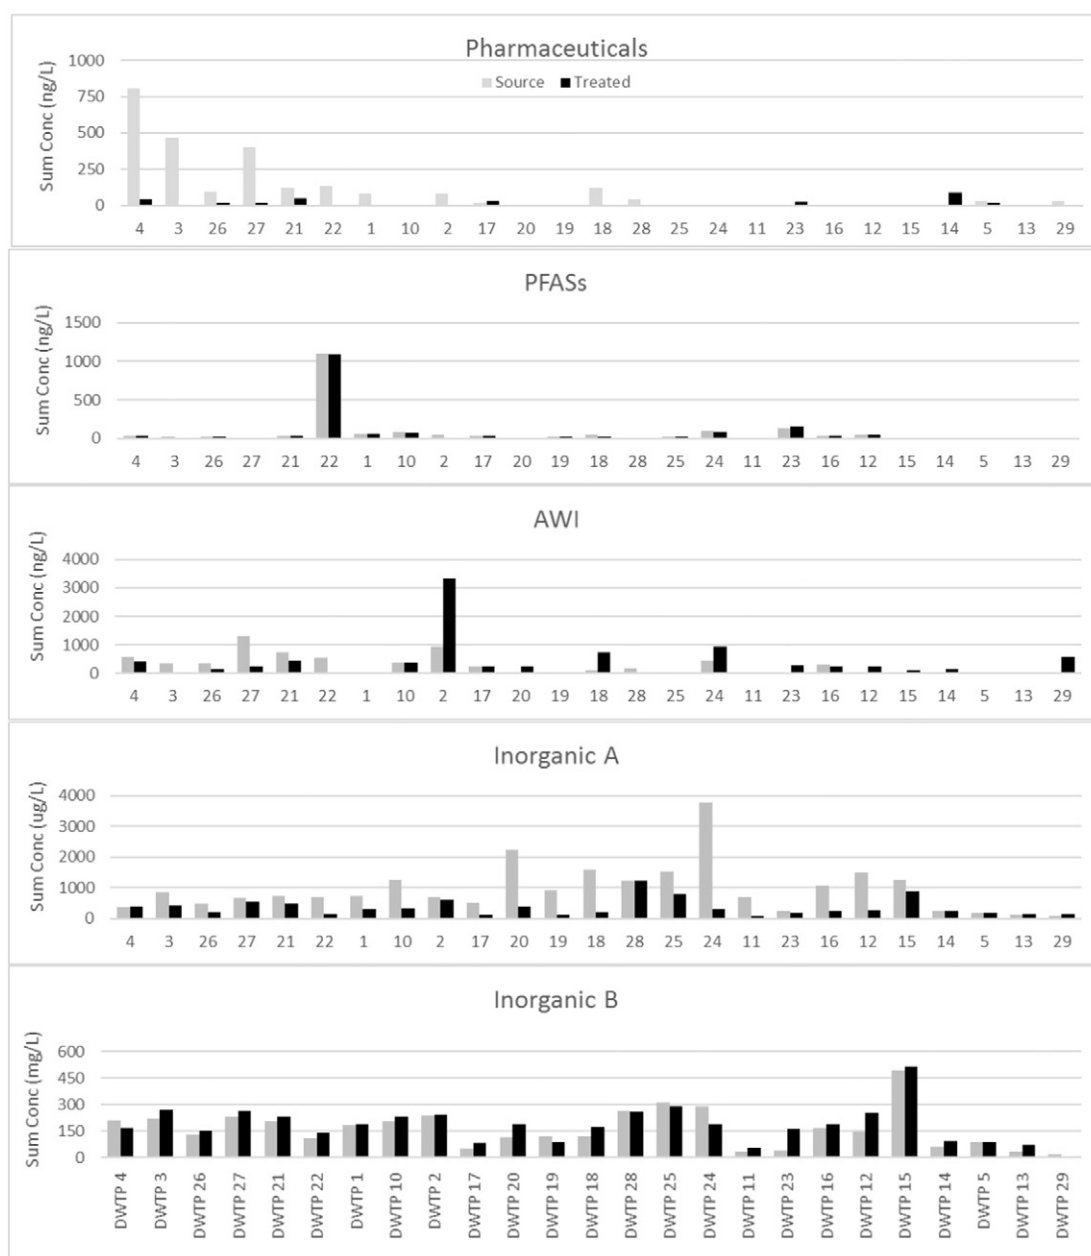 Pharmaceuticals
Source Treated
Sum Conc (ng/L)
1000
750
500
250
0
4 3 26 27 21 22 1 10 2 17 20 19 18 28 25 24 11 23 16 12 15 14 5 13 29
PFASs
Sum Conc (ng/L)
1500
1000
500
0
4 3 26 27 21 22 1 10 2 17 20 19 18 28 25 24 11 23 16 12 15 14 5 13 29
AWI
Sum Conc (ng/L)
4000
3000
2000
1000
0
4 3 26 27 21 22 1 10 2 17 20 19 18 28 25 24 11 23 16 12 15 14 5 13 29
Inorganic A
Sum Conc (ug/L)
4000
3000
2000
1000
0
4 3 26 27 21 22 1 10 2 17 20 19 18 28 25 24 11 23 16 12 15 14 5 13 29
Inorganic B
Sum Conc (mg/L)
600
450
300
150
0
DWTP 4
DWTP 3
DWTP 26
DWTP 27
DWTP 21
DWTP 22
DWTP 1
DWTP 10
DWTP 2
DWTP 17
DWTP 20
DWTP 19
DWTP 18
DWTP 28
DWTP 25
DWTP 24
DWTP 11
DWTP 23
DWTP 16
DWTP 12
DWTP 15
DWTP 14
DWTP 5
DWTP 13
DWTP 29